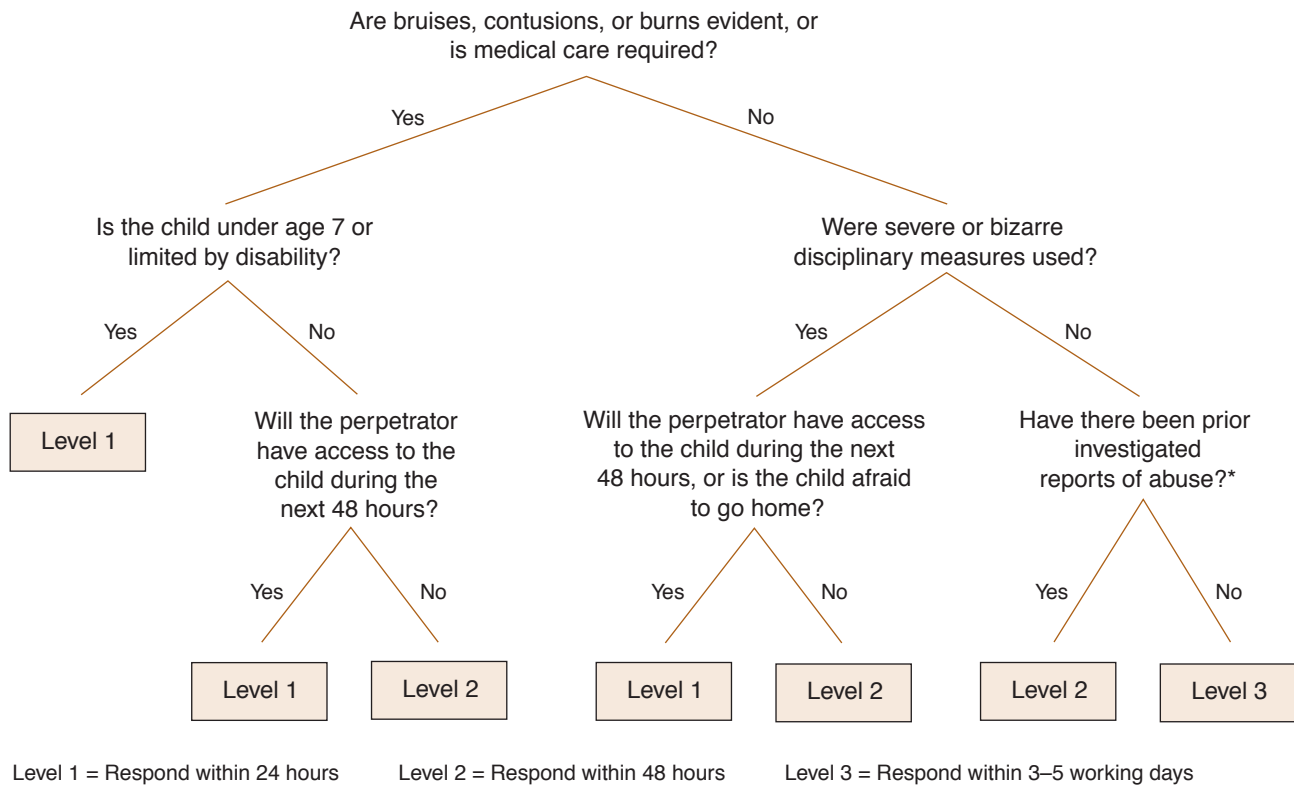 Are bruises, contusions, or burns evident, or
is medical care required?
Yes
No
Is the child under age 7 or
limited by disability?
Were severe or bizarre
disciplinary measures used?
Yes
No
Yes
No
Level 1
Will the perpetrator
have access to the
child during the
next 48 hours?
Will the perpetrator have access
to the child during the next
48 hours, or is the child afraid
to go home?
Have there been prior
investigated
reports of abuse?*
Yes
No
Yes
No
Yes
No
Level 1
Level 2
Level 1
Level 2
Level 2
Level 3
Level 1 = Respond within 24 hours
Level 2 = Respond within 48 hours
Level 3 = Respond within 3–5 working days